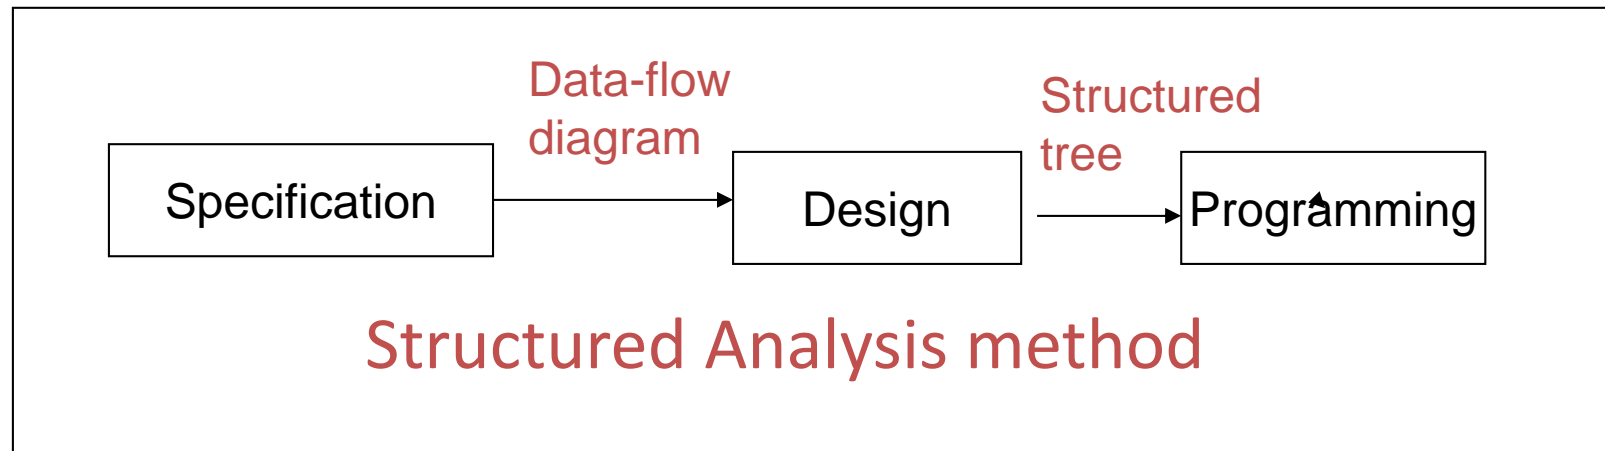 Data-flow
diagram
Structured
tree
Specification
Design
Programming
Structured Analysis method